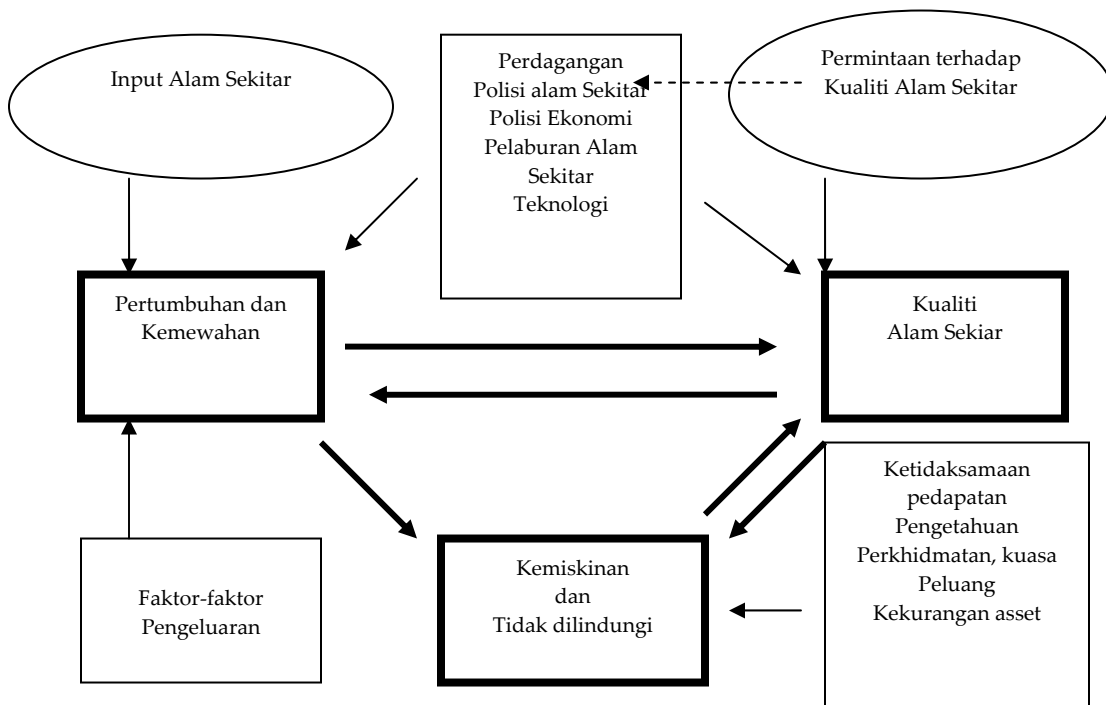 Input Alam Sekitar
Perdagangan
Polisi alam Sekitar
Polisi Ekonomi
Pelaburan Alam
Sekitar
Teknologi
Permintaan terhadap
Kualiti Alam Sekitar
Pertumbuhan dan
Kemewahan
Kualiti
Alam Sekiar
Faktor-faktor
Pengeluaran
Kemiskinan
dan
Tidak dilindungi
Ketidaksamaan
pedapatan
Pengetahuan
Perkhidmatan, kuasa
Peluang
Kekurangan asset